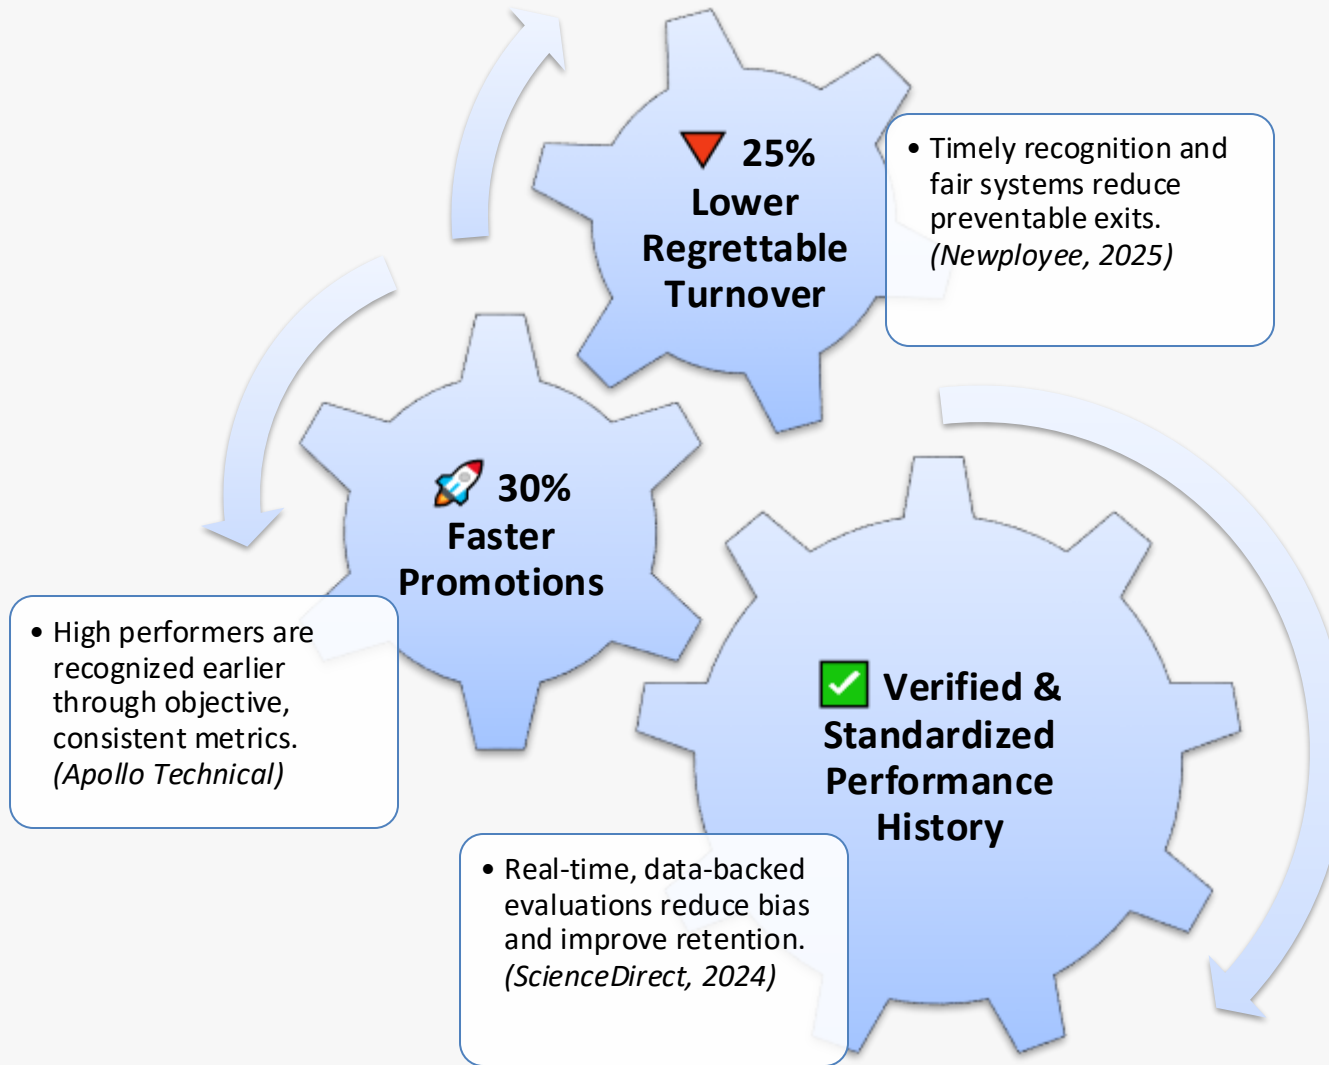 🔻 25%
Lower
Regrettable
Turnover
• Timely recognition and
fair systems reduce
preventable exits.
(Newployee, 2025)
🚀 30%
Faster
Promotions
• High performers are
recognized earlier
through objective,
consistent metrics.
(Apollo Technical)
✅ Verified &
Standardized
Performance
History
• Real-time, data-backed
evaluations reduce bias
and improve retention.
(ScienceDirect, 2024)